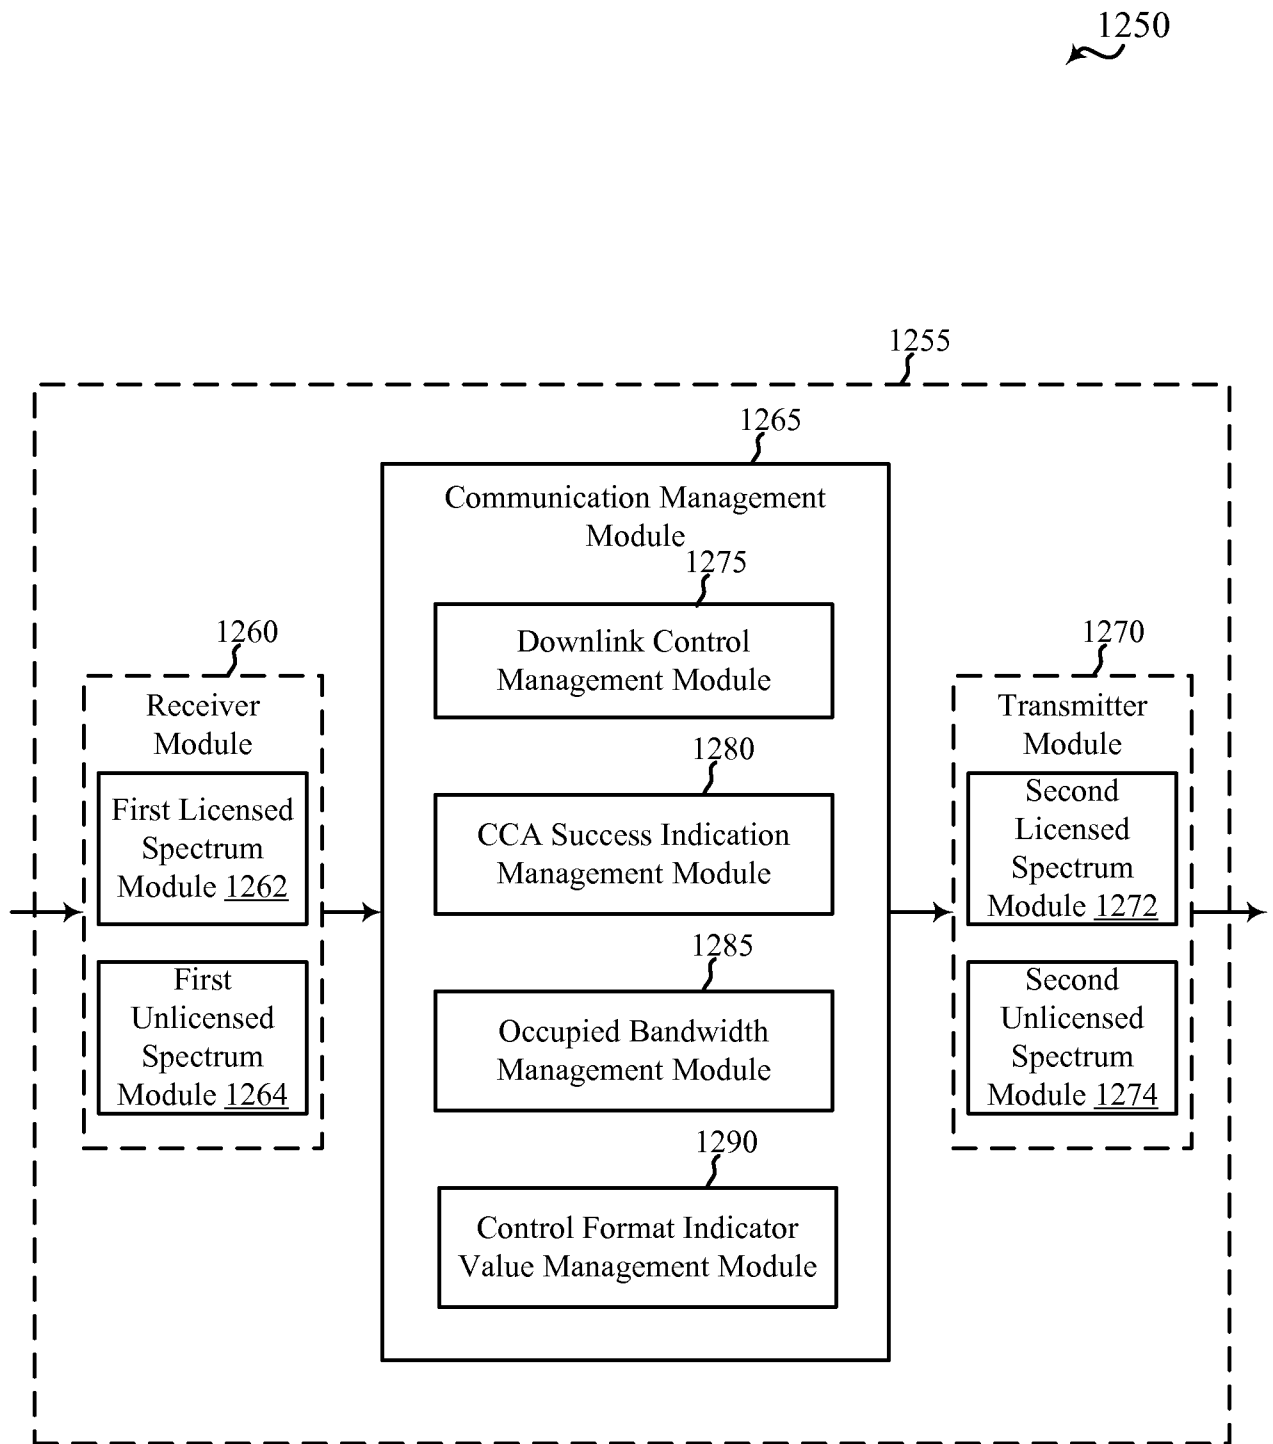 1250
1255
1265
Communication Management
Module
1275
Downlink Control
Management Module
1260
Receiver
Module
First Licensed
Spectrum
Module 1262
First
Unlicensed
Spectrum
Module 1264
1280
CCA Success Indication
Management Module
1285
Occupied Bandwidth
Management Module
1290
Control Format Indicator
Value Management Module
1270
Transmitter
Module
Second
Licensed
Spectrum
Module 1272
Second
Unlicensed
Spectrum
Module 1274